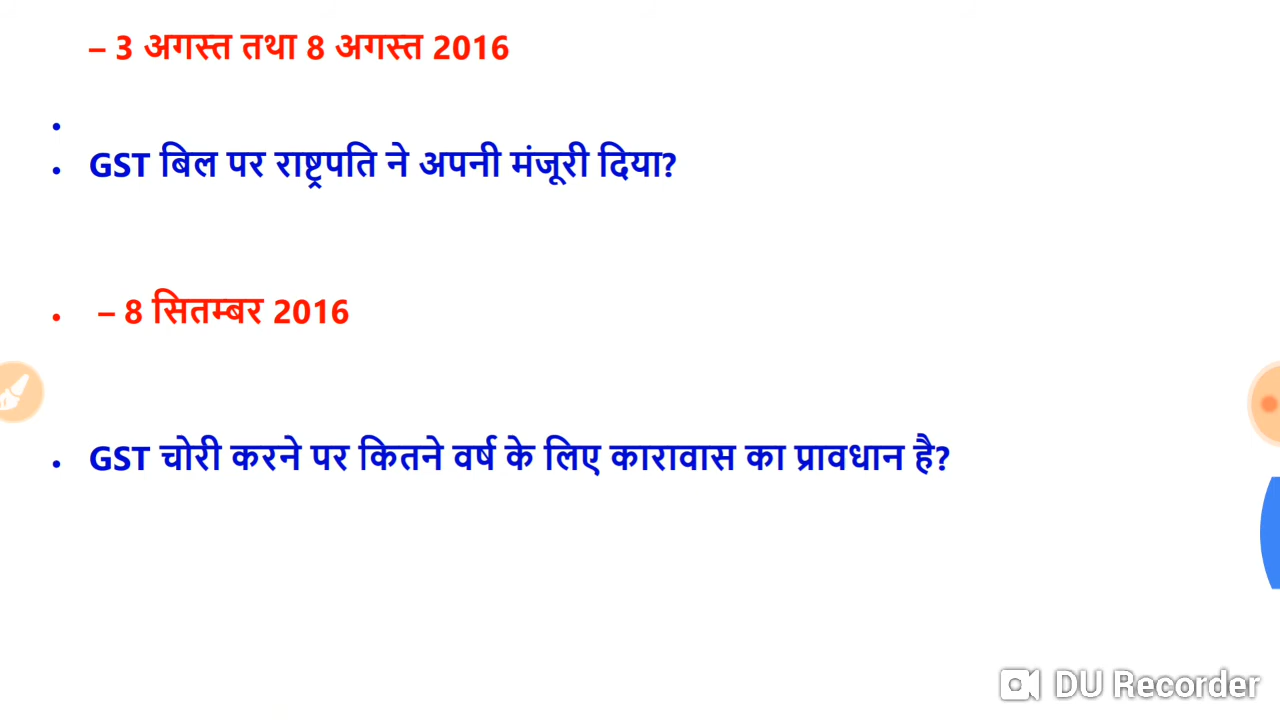 – 3 अगस्त तथा 8 अगस्त 2016
•
• GST बिल पर राष्ट्रपति ने अपनी मंजूरी दिया?
• – 8 सितम्बर 2016
• GST चोरी करने पर कितने वर्ष के लिए कारावास का प्रावधान है?
DU Recorder